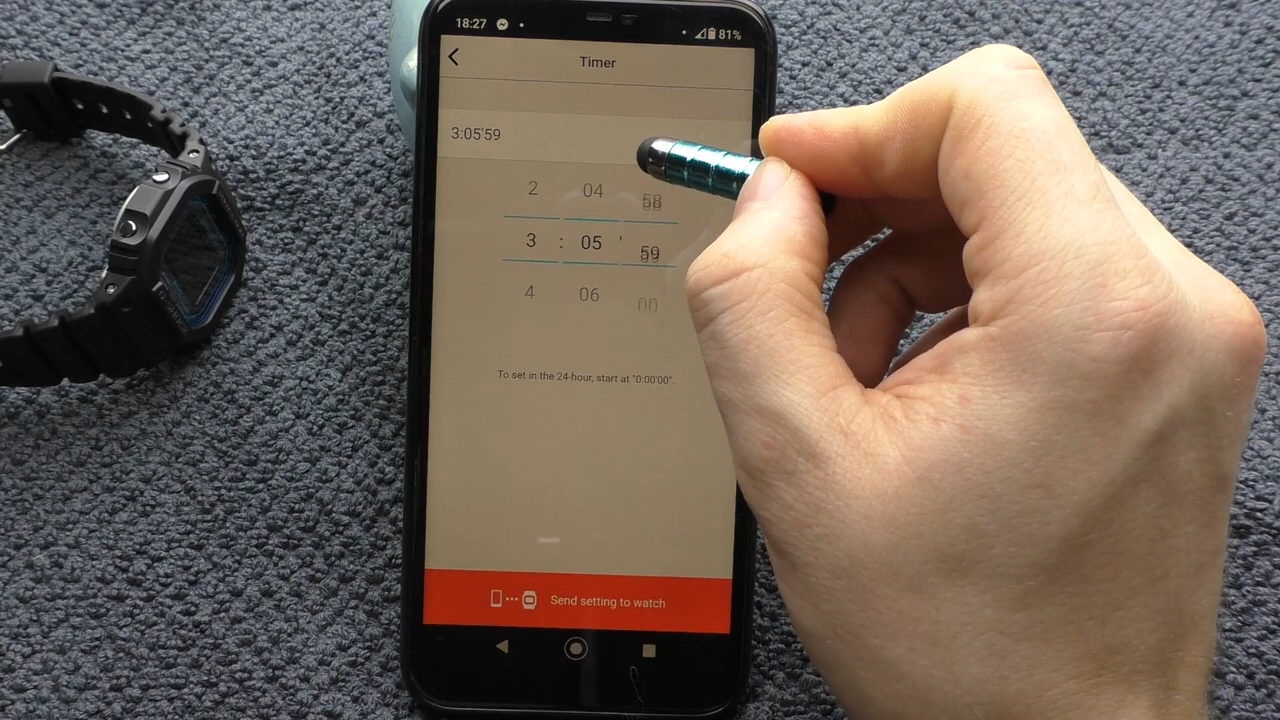 18:27 81%
Timer
3:05'59
2 04 58
3 : 05 ' 59
4 06 00
To set in the 24-hour, start at "0:00'00".
Send setting to watch